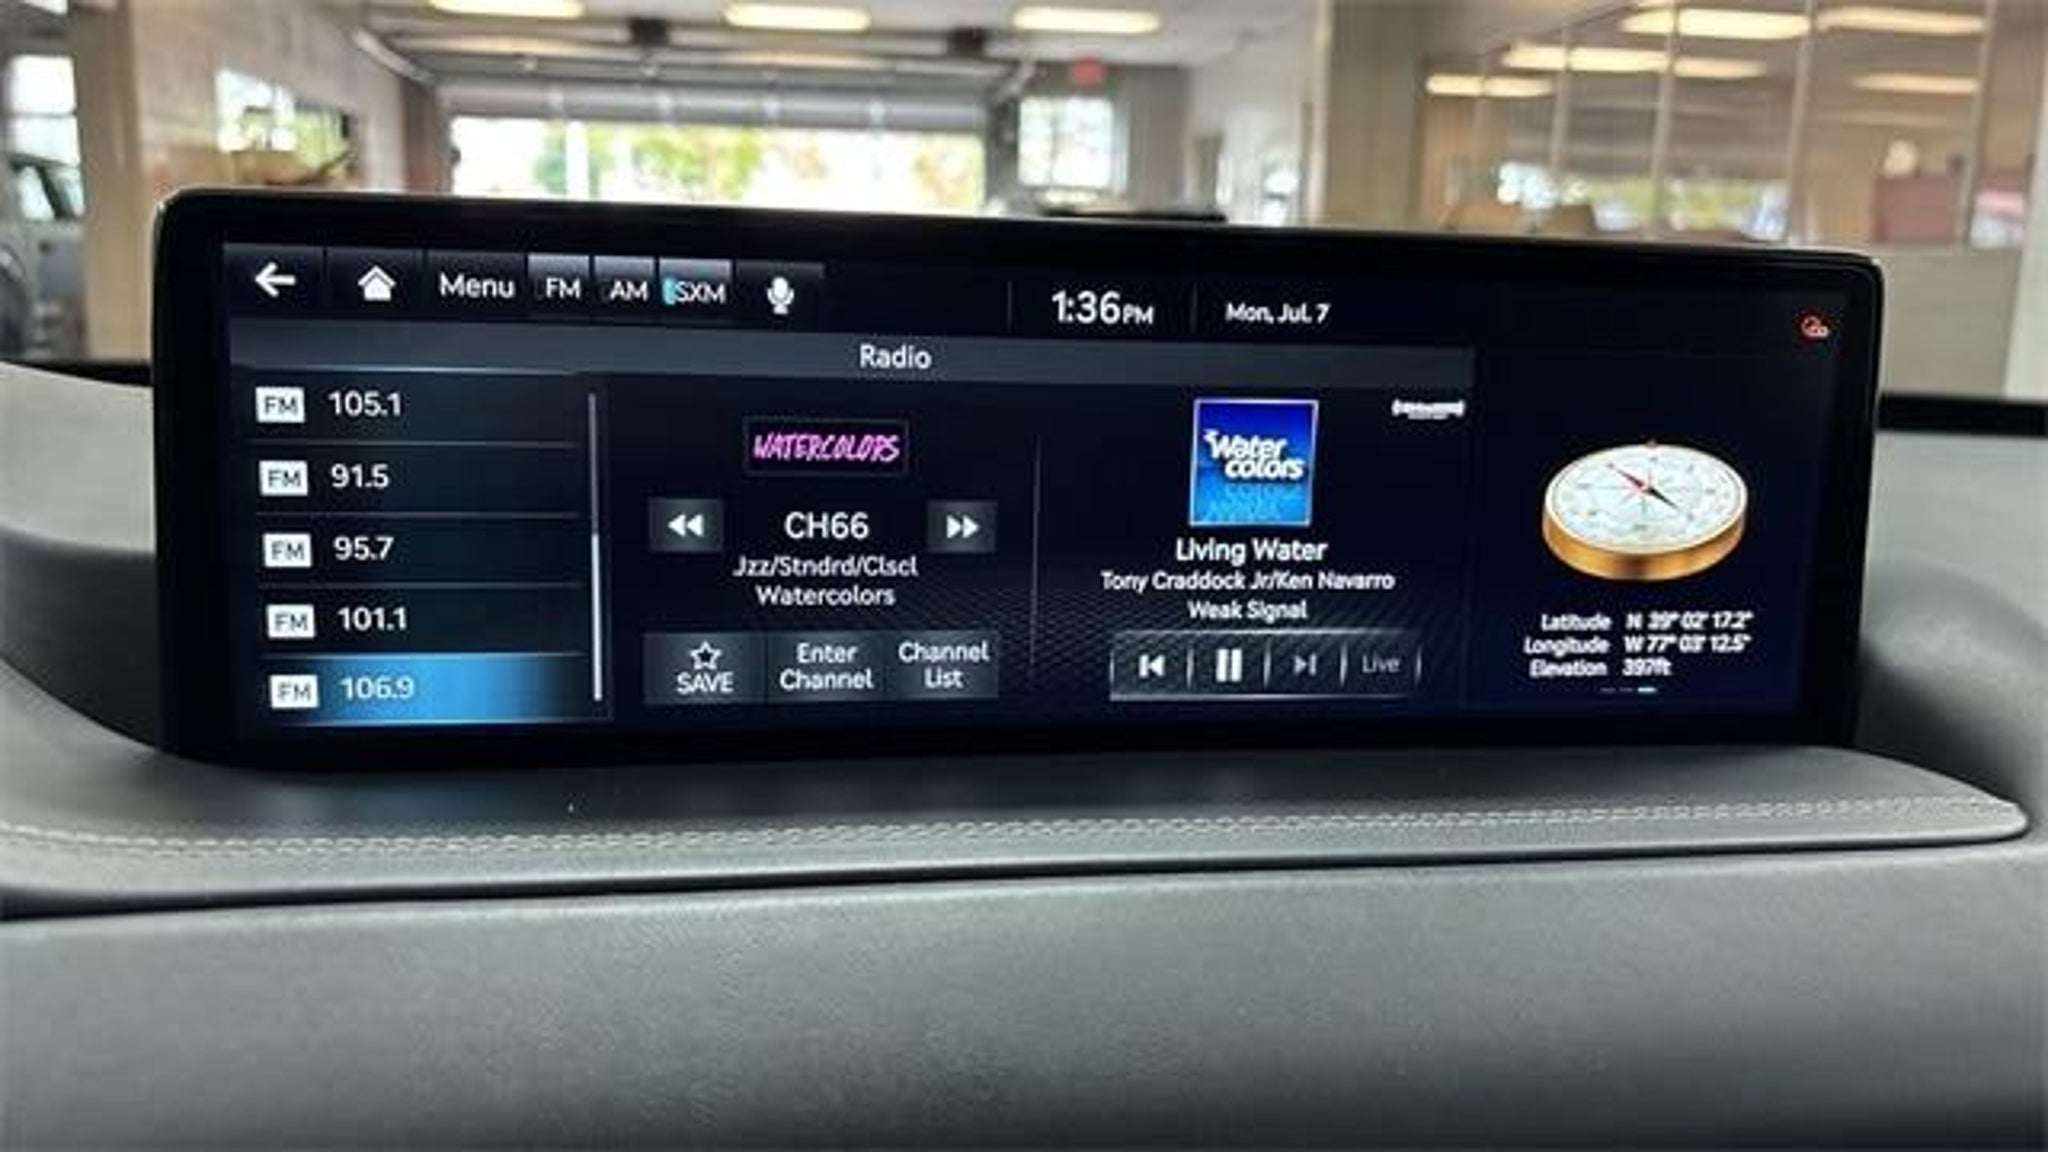 Menu FM AM SXM
1:36PM
Mon, Jul. 7
Radio
FM 105.1
FM 91.5
FM 95.7
FM 101.1
FM 106.9
WATERCOLORS
CH66
Jzz/Stndrd/Clscl
Watercolors
SAVE
Enter
Channel
Channel
List
Water
colors
Living Water
Tony Craddock Jr/Ken Navarro
Weak Signal
Live
Latitude N 39° 02' 17.2"
Longitude W 77° 03' 12.5"
Elevation 397ft